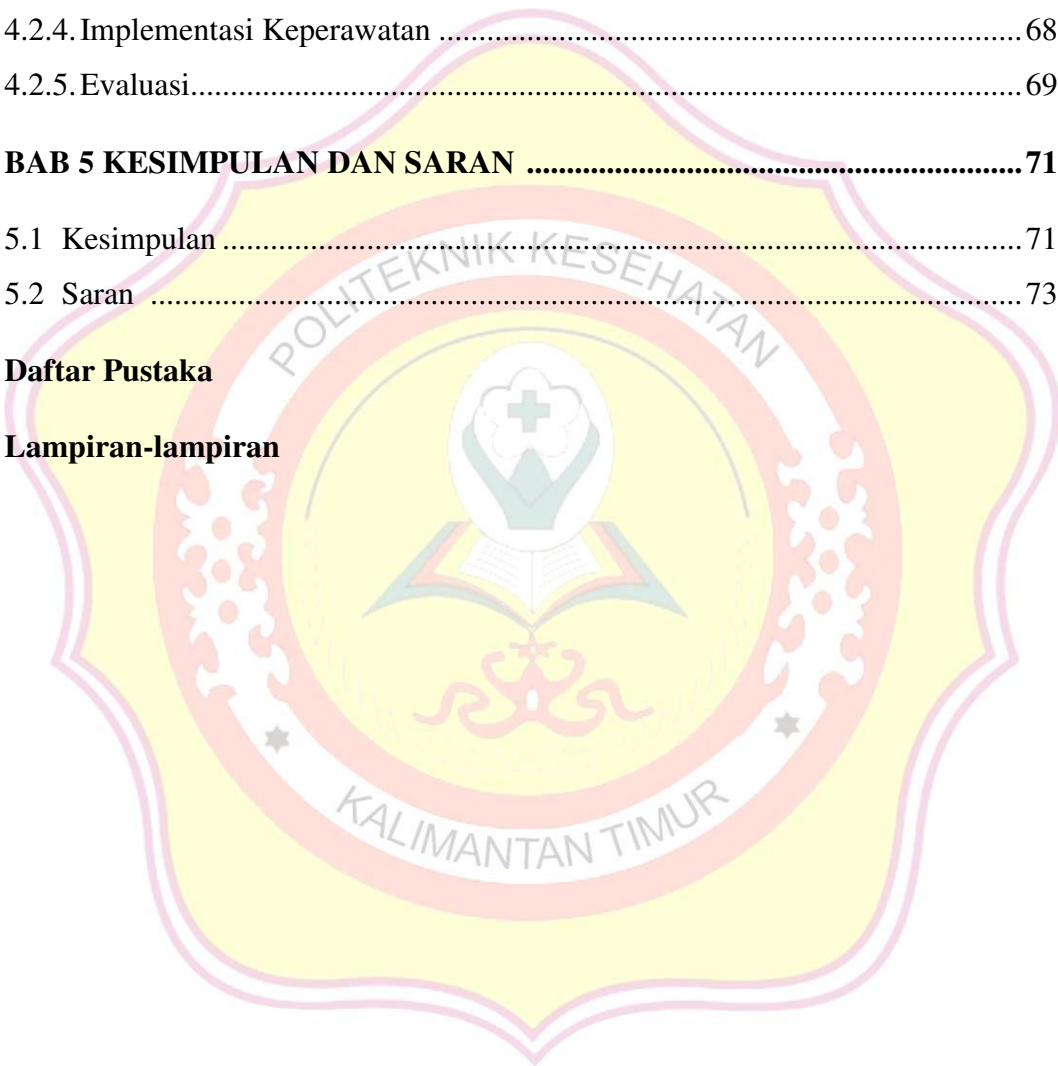 4.2.4. Implementasi Keperawatan ......................................................................... 68
4.2.5. Evaluasi........................................................................................................ 69
BAB 5 KESIMPULAN DAN SARAN .............................................................. 71
5.1 Kesimpulan .................................................................................................... 71
5.2 Saran ............................................................................................................. 73
POLITEKNIK KESEHATAN
Daftar Pustaka
Lampiran-lampiran
KALIMANTAN TIMUR